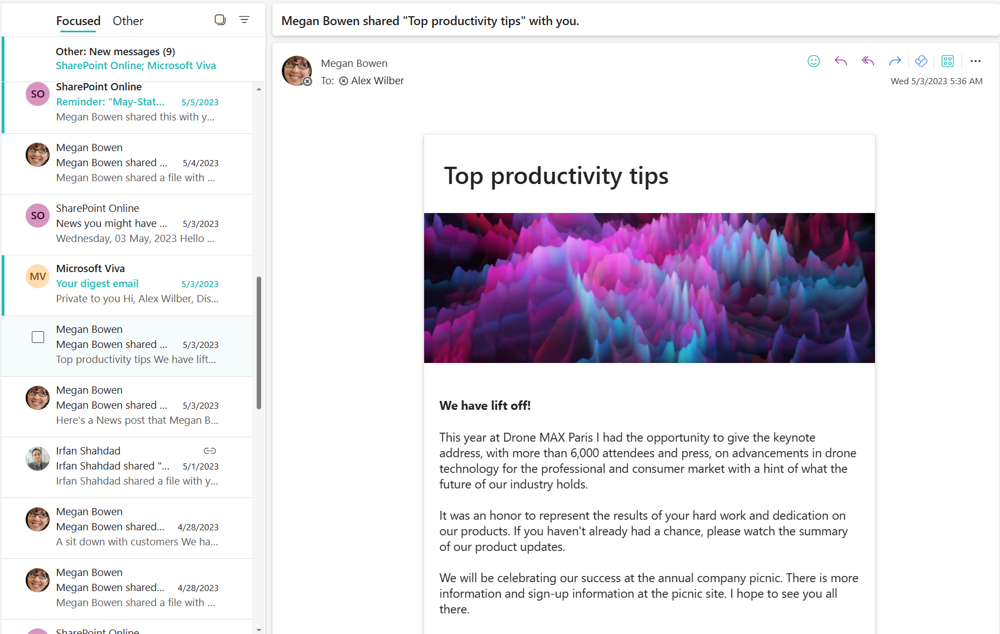 Focused Other
Other: New messages (9)
SharePoint Online; Microsoft Viva
SO
SharePoint Online
Reminder: "May-Stat... 5/5/2023
Megan Bowen shared this with y...
Megan Bowen
Megan Bowen shared ... 5/4/2023
Megan Bowen shared a file with ...
SO
SharePoint Online
News you might have ... 5/3/2023
Wednesday, 03 May, 2023 Hello ...
MV
Microsoft Viva
Your digest email 5/3/2023
Private to you Hi, Alex Wilber, Dis...
Megan Bowen
Megan Bowen shared ... 5/3/2023
Top productivity tips We have lift...
Megan Bowen
Megan Bowen shared ... 5/3/2023
Here's a News post that Megan B...
Irfan Shahdad
Irfan Shahdad shared "... 5/1/2023
Irfan Shahdad shared a file with y...
Megan Bowen
Megan Bowen shared... 4/28/2023
A sit down with customers We ha...
Megan Bowen
Megan Bowen shared... 4/28/2023
Megan Bowen shared a file with ...
SharePoint Online
Megan Bowen shared "Top productivity tips" with you.
Megan Bowen
To: Alex Wilber
Wed 5/3/2023 5:36 AM
Top productivity tips
We have lift off!
This year at Drone MAX Paris I had the opportunity to give the keynote
address, with more than 6,000 attendees and press, on advancements in drone
technology for the professional and consumer market with a hint of what the
future of our industry holds.
It was an honor to represent the results of your hard work and dedication on
our products. If you haven't already had a chance, please watch the summary
of our product updates.
We will be celebrating our success at the annual company picnic. There is more
information and sign-up information at the picnic site. I hope to see you all
there.